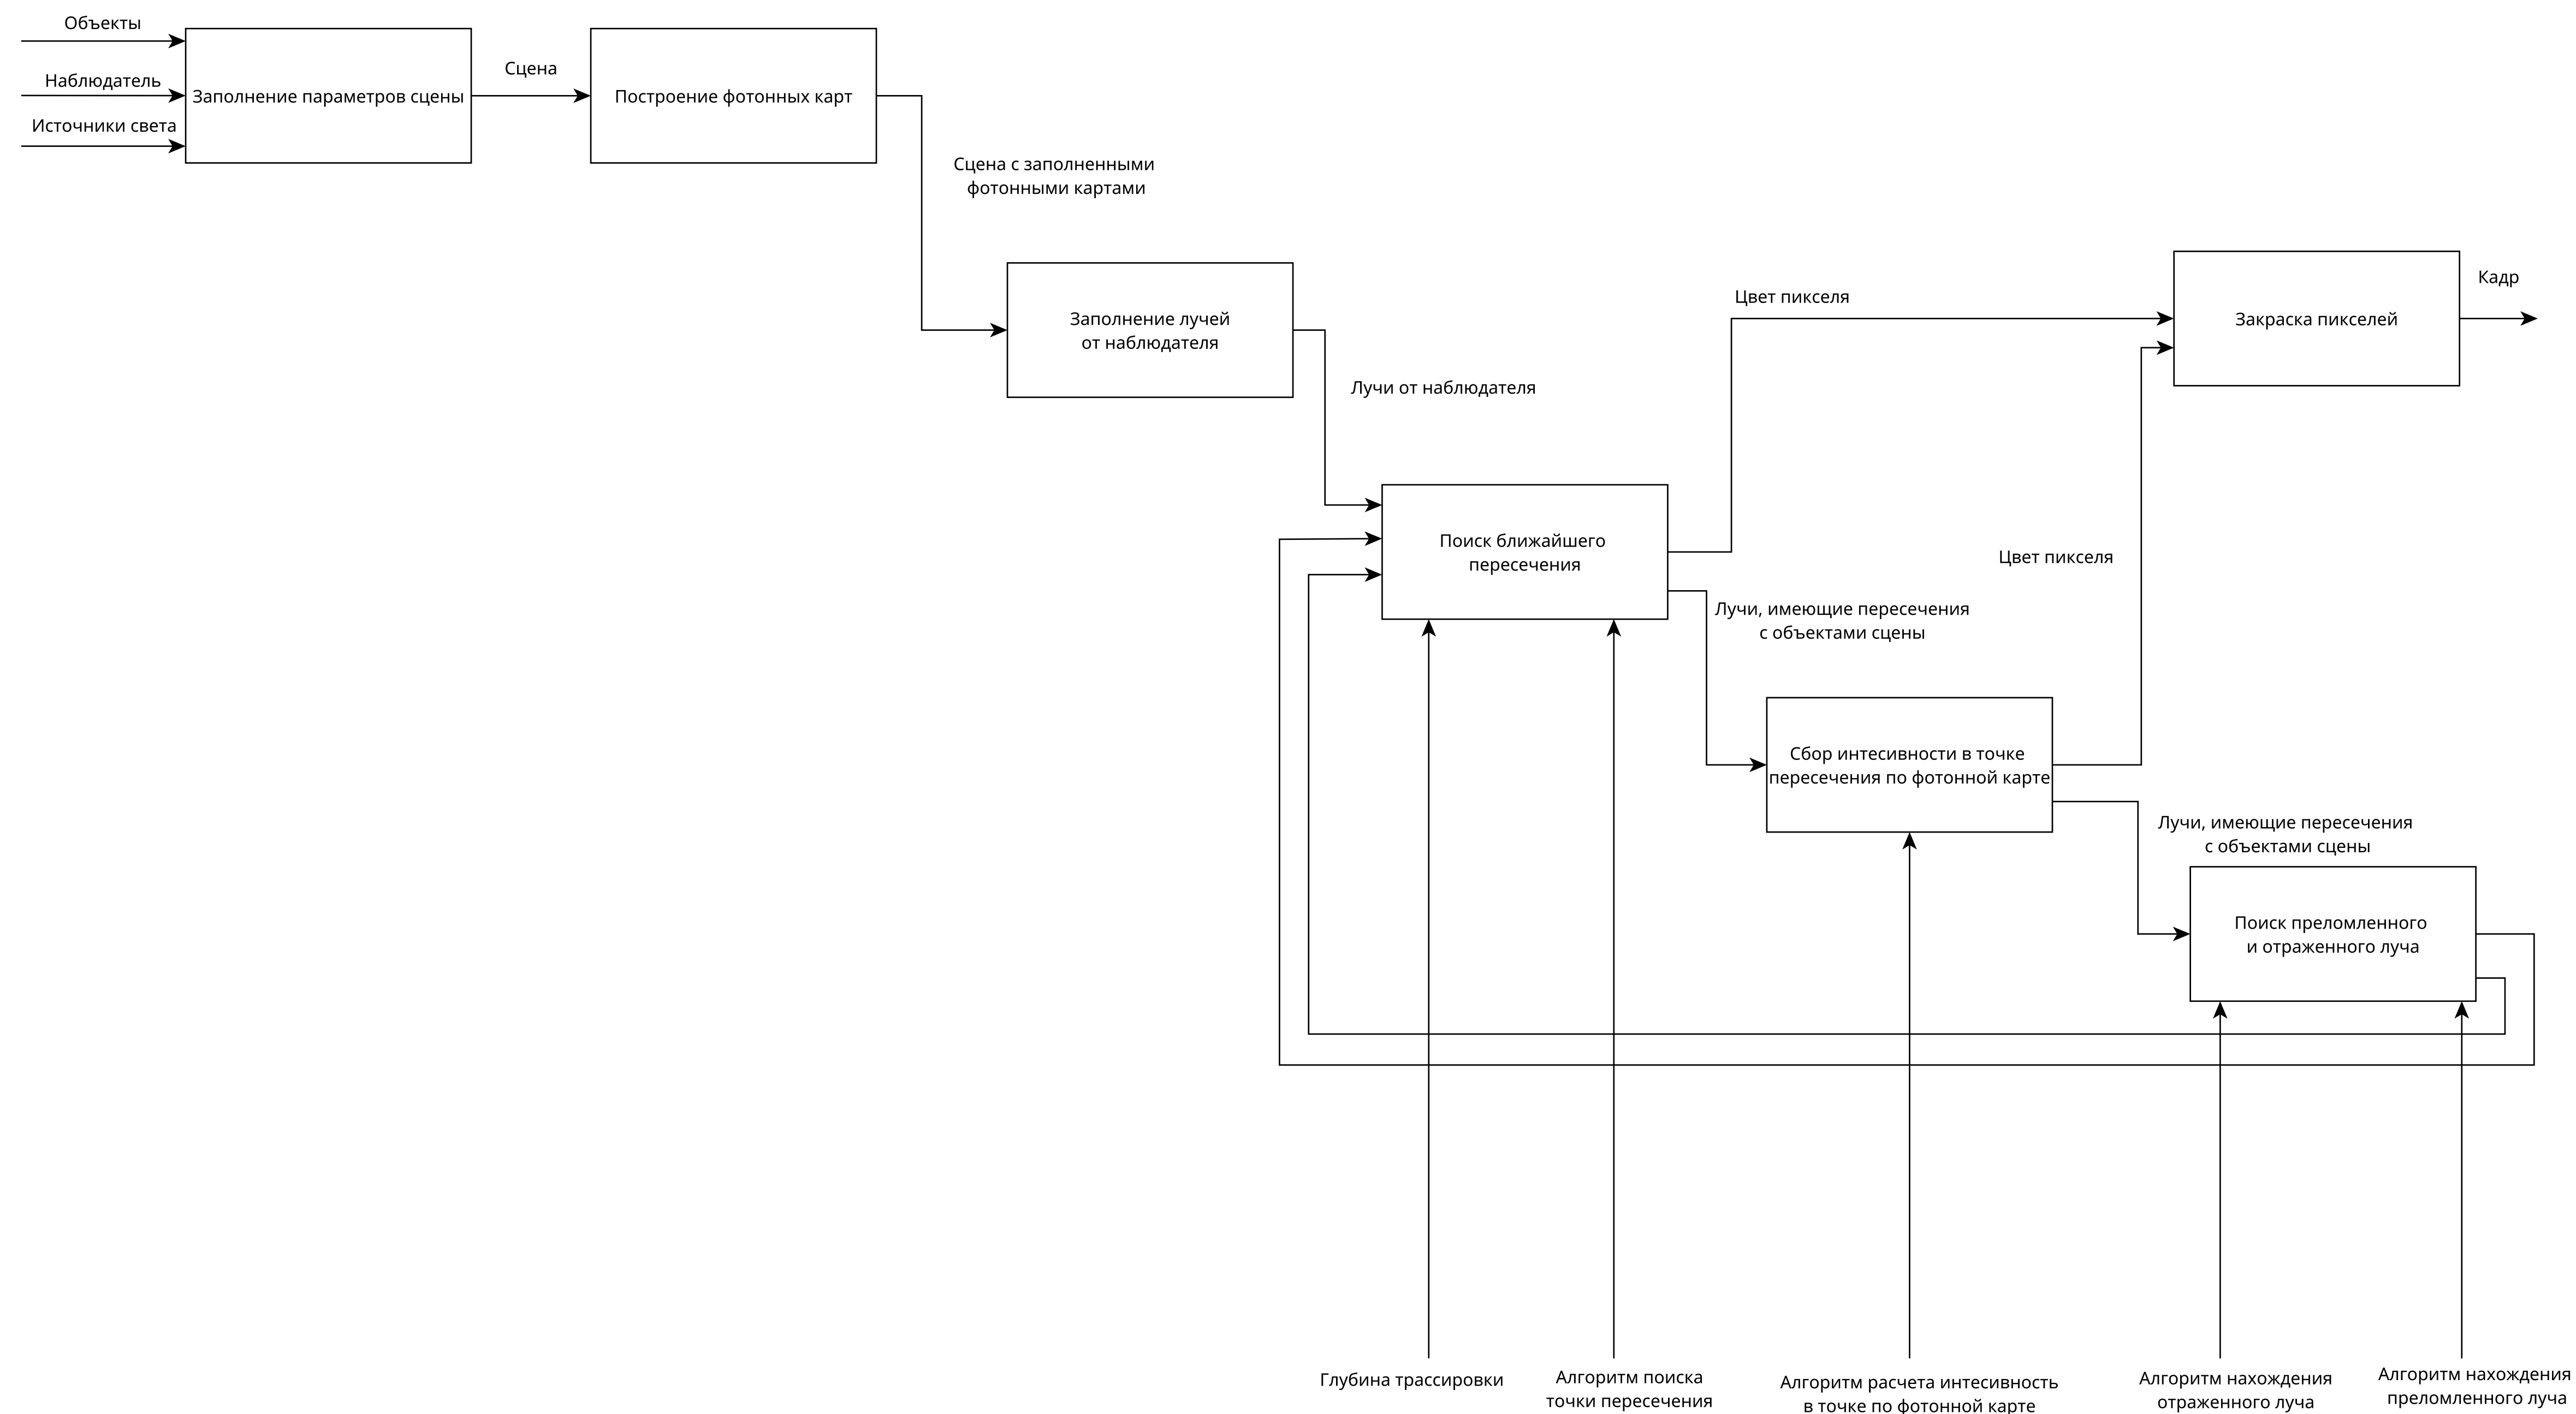 Объекты
Наблюдатель
Источники света
Заполнение параметров сцены
Сцена
Построение фотонных карт
Сцена с заполненными
фотонными картами
Заполнение лучей
от наблюдателя
Лучи от наблюдателя
Цвет пикселя
Закраска пикселей
Кадр
Поиск ближайшего
пересечения
Цвет пикселя
Лучи, имеющие пересечения
с объектами сцены
Сбор интесивности в точке
пересечения по фотонной карте
Лучи, имеющие пересечения
с объектами сцены
Поиск преломленного
и отраженного луча
Глубина трассировки
Алгоритм поиска
точки пересечения
Алгоритм расчета интесивность
в точке по фотонной карте
Алгоритм нахождения
отраженного луча
Алгоритм нахождения
преломленного луча